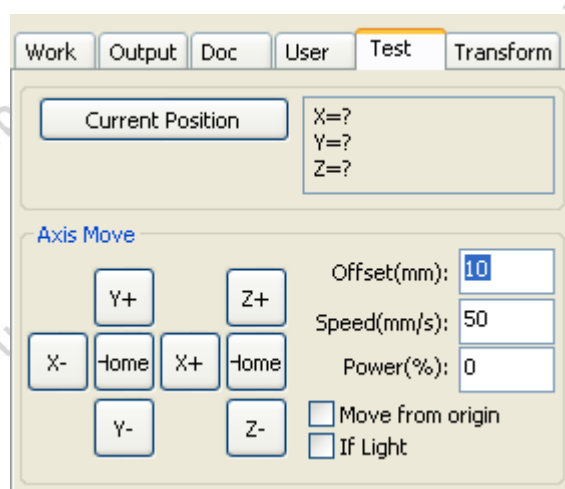 Work Output Doc User Test Transform
Current Position
X=?
Y=?
Z=?
Axis Move
Offset(mm): 10
Y+ Z+
Speed(mm/s): 50
X- Home X+ Home Power(%): 0
Move from origin
Y- Z-
If Light